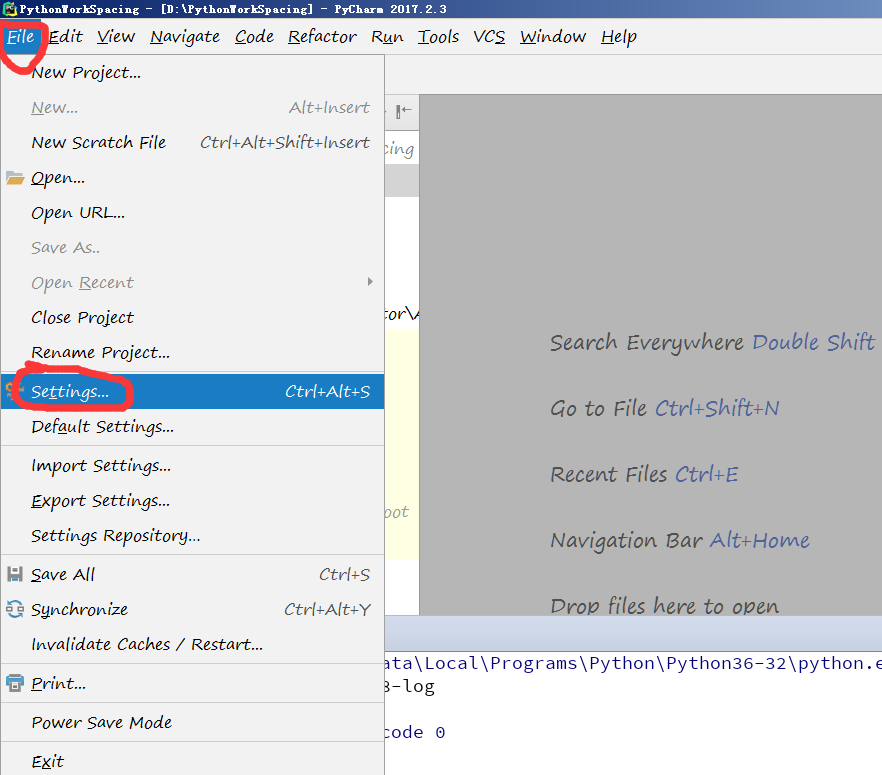 PythonWorkSpacing - [D:\PythonWorkSpacing] - PyCharm 2017.2.3
File Edit View Navigate Code Refactor Run Tools VCS Window Help
New Project...
New... Alt+Insert
New Scratch File Ctrl+Alt+Shift+Insert
cing
Open...
Open URL...
Save As..
Open Recent
Close Project
tor\
Rename Project...
Settings... Ctrl+Alt+S
Default Settings...
Import Settings...
Export Settings...
oot
Settings Repository...
Save All Ctrl+S
Synchronize Ctrl+Alt+Y
Invalidate Caches / Restart...
Print...
Power Save Mode
Exit
Search Everywhere Double Shift
Go to File Ctrl+Shift+N
Recent Files Ctrl+E
Navigation Bar Alt+Home
Drop files here to open
ata\Local\Programs\Python\Python36-32\python.e
-log
code 0